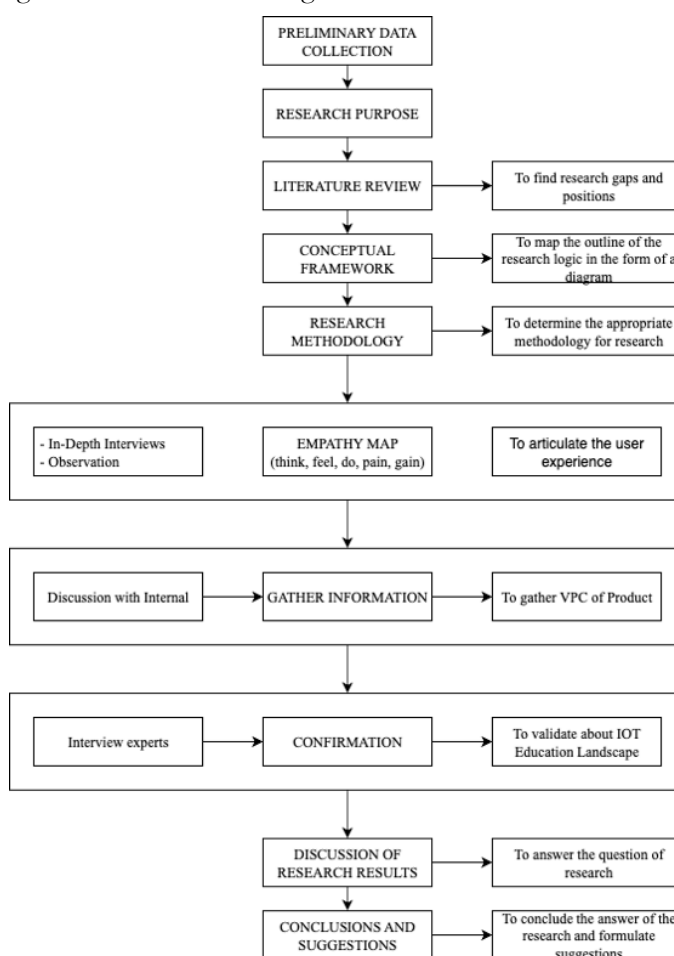 PRELIMINARY DATA
COLLECTION
RESEARCH PURPOSE
LITERATURE REVIEW
To find research gaps and
positions
CONCEPTUAL
FRAMEWORK
To map the outline of the
research logic in the form of a
diagram
RESEARCH
METHODOLOGY
To determine the appropriate
methodology for research
- In-Depth Interviews
- Observation
EMPATHY MAP
(think, feel, do, pain, gain)
To articulate the user
experience
Discussion with Internal
GATHER INFORMATION
To gather VPC of Product
Interview experts
CONFIRMATION
To validate about IOT
Education Landscape
DISCUSSION OF
RESEARCH RESULTS
To answer the question of
research
CONCLUSIONS AND
SUGGESTIONS
To conclude the answer of the
research and formulate
suggestions